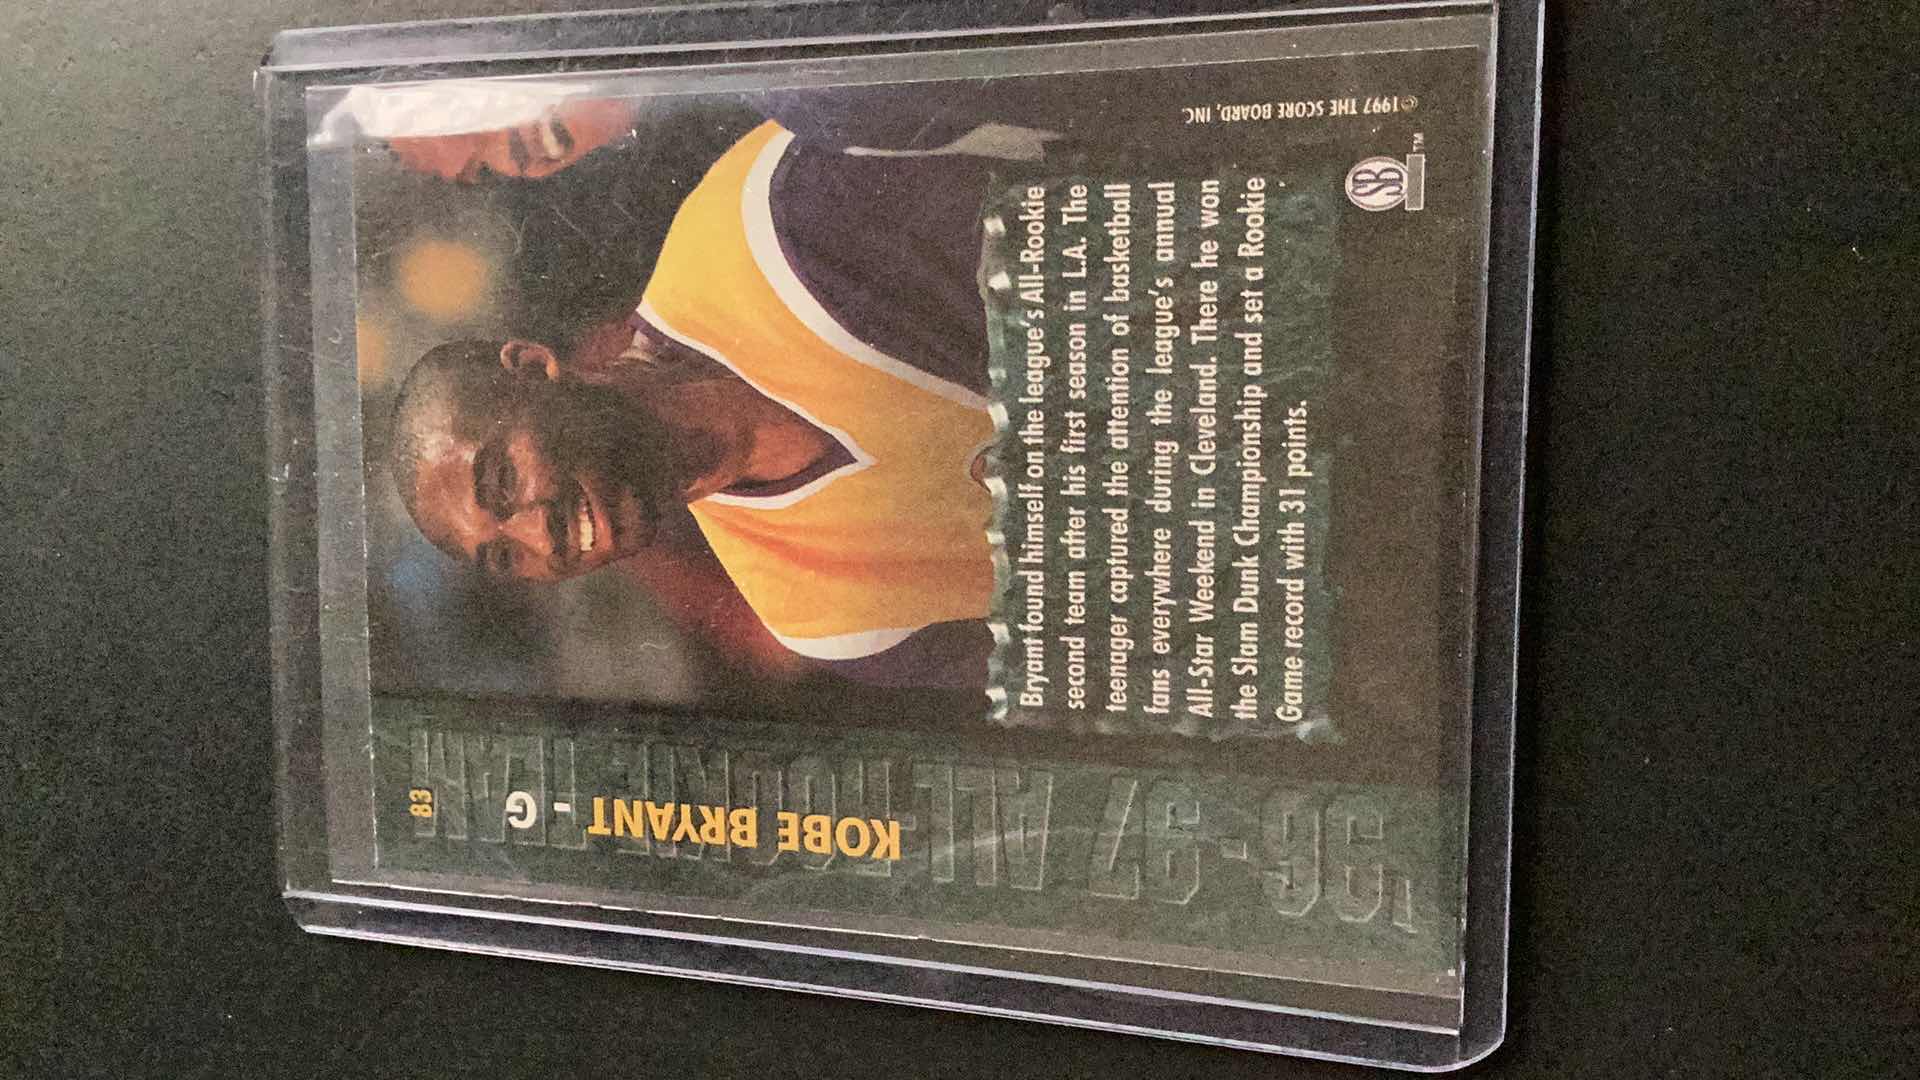 83
KOBE BRYANT - G
'96-97 ALL-ROOKIE TEAM
Bryant found himself on the league's All-Rookie
second team after his first season in L.A. The
teenager captured the attention of basketball
fans everywhere during the league's annual
All-Star Weekend in Cleveland. There he won
the Slam Dunk Championship and set a Rookie
Game record with 31 points.
SB
TM
©1997 THE SCORE BOARD, INC.